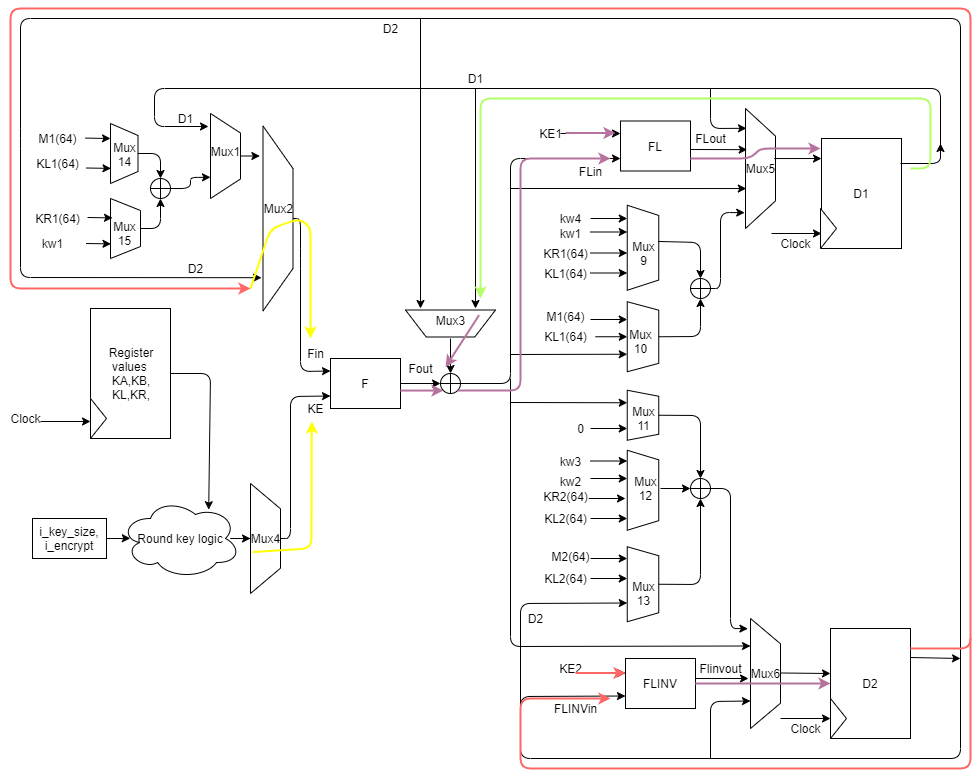 D2
D1
D1
M1(64)
KL1(64)
Mux
14
Mux1
KR1(64)
kw1
Mux
15
Mux2
D2
KE1
FLin
FL
FLout
Mux5
D1
Clock
kw4
kw1
KR1(64)
KL1(64)
Mux
9
M1(64)
KL1(64)
Mux
10
Mux3
Register
values
KA,KB,
KL,KR,
Clock
Fin
KE
F
Fout
0
Mux
11
kw3
kw2
KR2(64)
KL2(64)
Mux
12
i_key_size,
i_encrypt
Round key logic
Mux4
M2(64)
KL2(64)
Mux
13
D2
KE2
FLINVin
FLINV
Flinvout
Mux6
D2
Clock